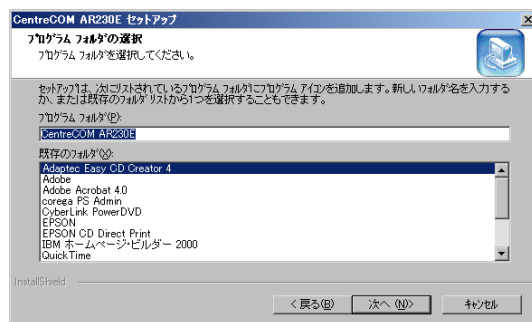 CentreCOM AR230E セットアップ
プログラム フォルダの選択
プログラム フォルダを選択してください。
セットアップは、次にリストされているプログラム フォルダにプログラム アイコンを追加します。新しいフォルダ名を入力する
か、または既存のフォルダ リストから1つを選択することもできます。
プログラム フォルダ(P):
CentreCOM AR230E
既存のフォルダ(X):
Adaptec Easy CD Creator 4
Adobe
Adobe Acrobat 4.0
corega PS Admin
CyberLink PowerDVD
EPSON
EPSON CD Direct Print
IBM ホームページ・ビルダー 2000
QuickTime
InstallShield
< 戻る(B)
次へ (N)>
キャンセル